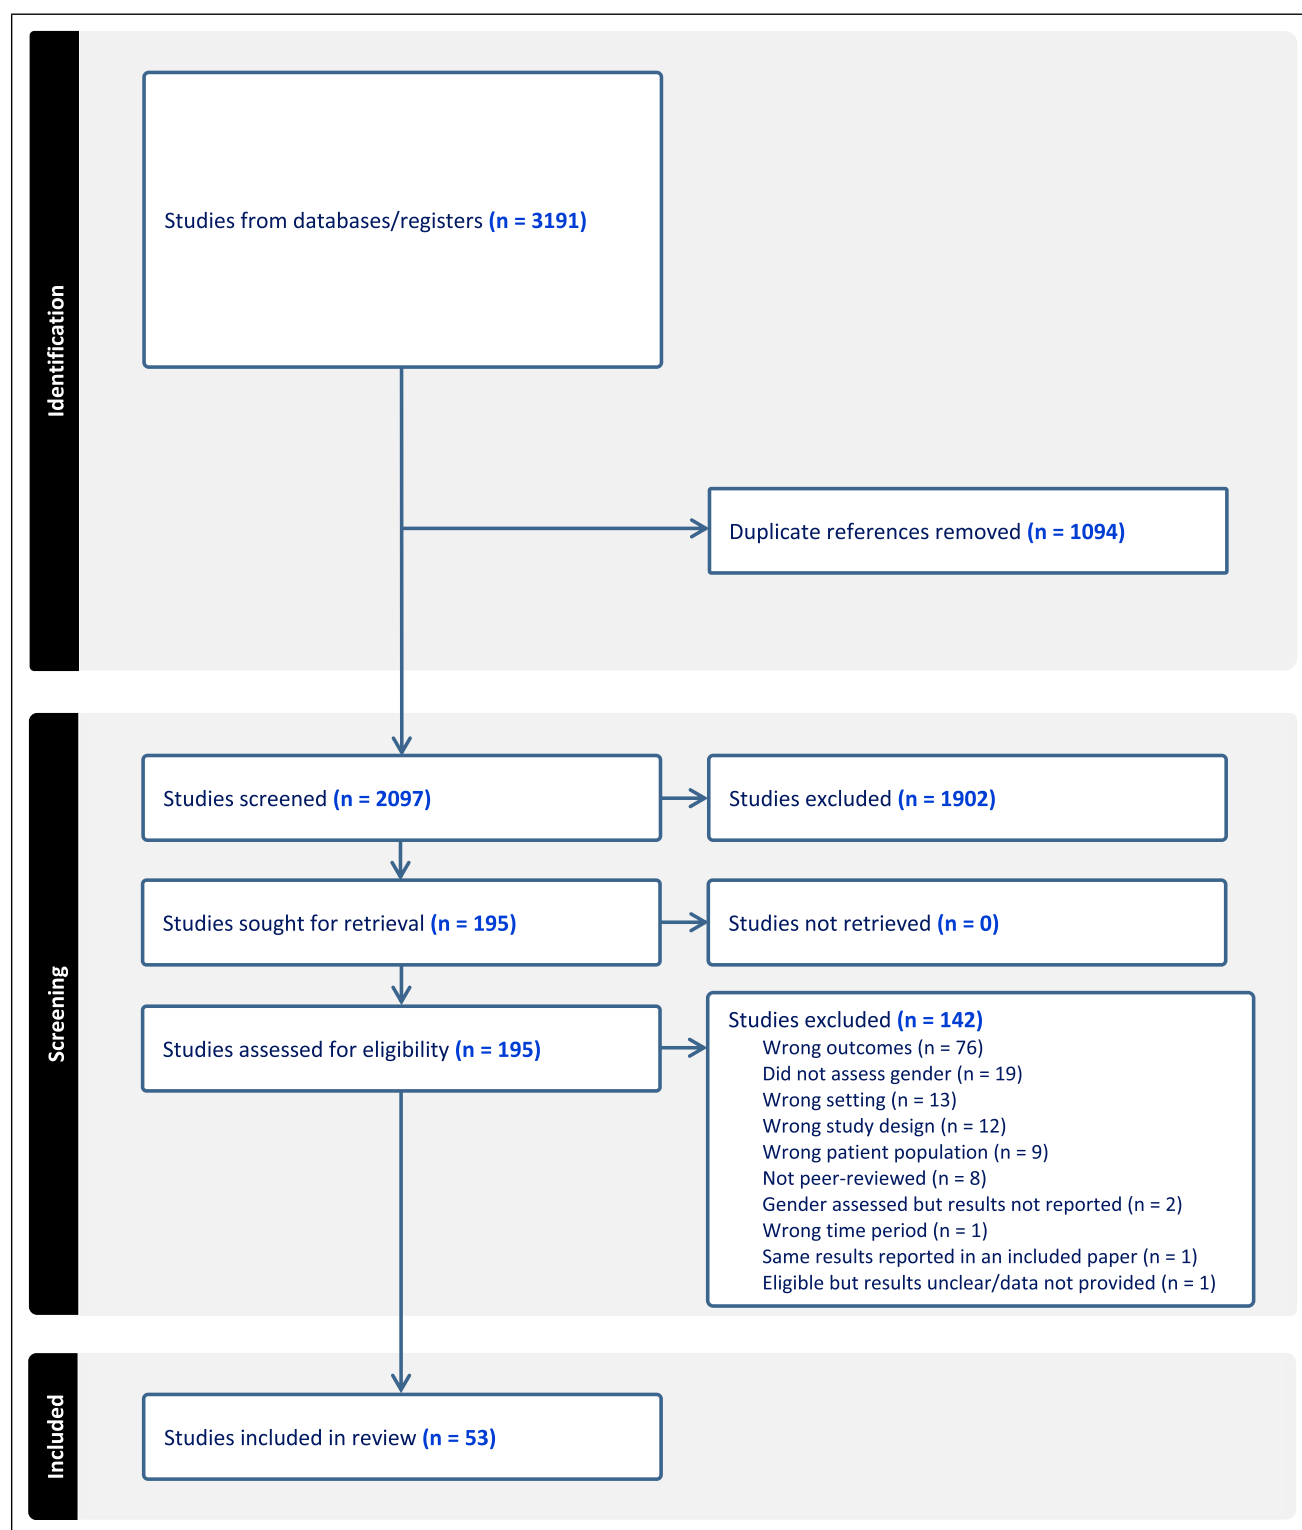 Identification
Studies from databases/registers (n = 3191)
Duplicate references removed (n = 1094)
Screening
Studies screened (n = 2097)
Studies excluded (n = 1902)
Studies sought for retrieval (n = 195)
Studies not retrieved (n = 0)
Studies assessed for eligibility (n = 195)
Studies excluded (n = 142)
Wrong outcomes (n = 76)
Did not assess gender (n = 19)
Wrong setting (n = 13)
Wrong study design (n = 12)
Wrong patient population (n = 9)
Not peer-reviewed (n = 8)
Gender assessed but results not reported (n = 2)
Wrong time period (n = 1)
Same results reported in an included paper (n = 1)
Eligible but results unclear/data not provided (n = 1)
Included
Studies included in review (n = 53)